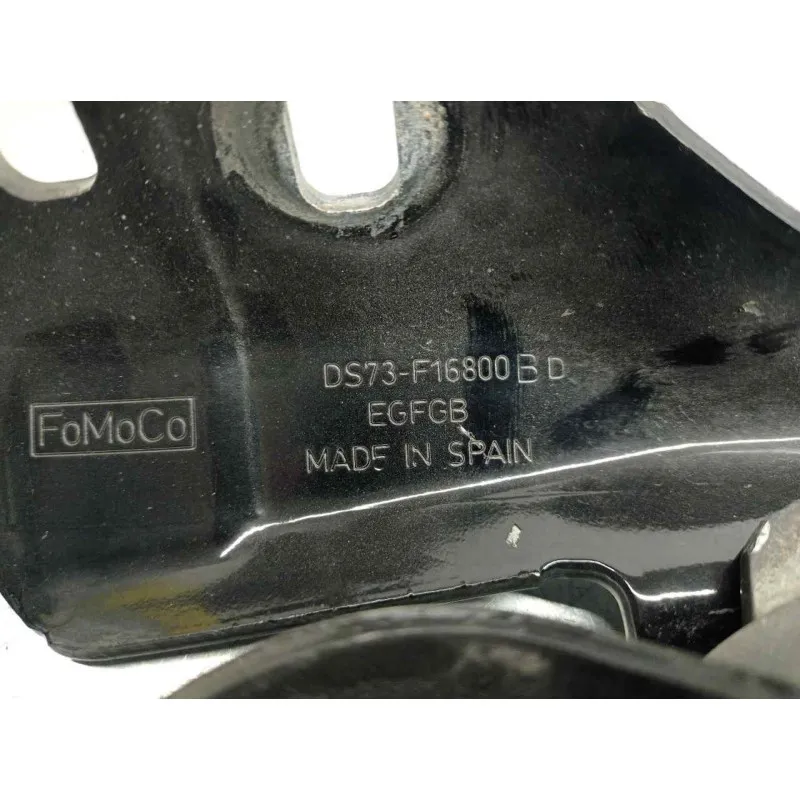 DS73-F16800 B D
FoMoCo
EGFGB
MADE IN SPAIN